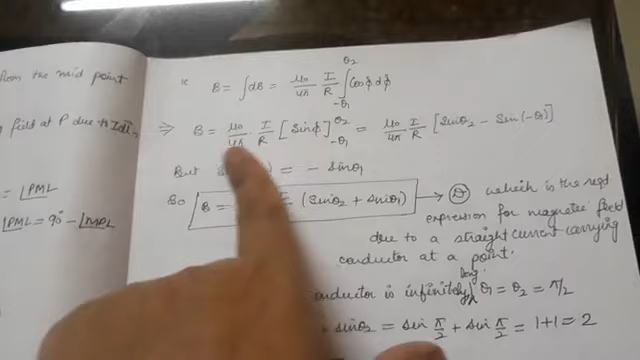 from the mid point
field at P due to Idl
= ∠PML
∠PML = 90° - ∠MPL
B = ∫dB = μ₀/4π I/R ∫_{-θ₁}^{θ₂} Cosϕ dϕ
⇒ B = μ₀/4π · I/R [Sinϕ]_{-θ₁}^{θ₂} = μ₀/4π I/R [Sinθ₂ - Sin(-θ₁)]
But = - sinθ₁
So B = (Sinθ₂ + sinθ₁) → which is the reqd
expression for magnetic field
due to a straight current carrying
conductor at a point.
conductor is infinitely long θ₁ = θ₂ = π/2
sinθ₂ = sin π/2 + sin π/2 = 1+1 = 2